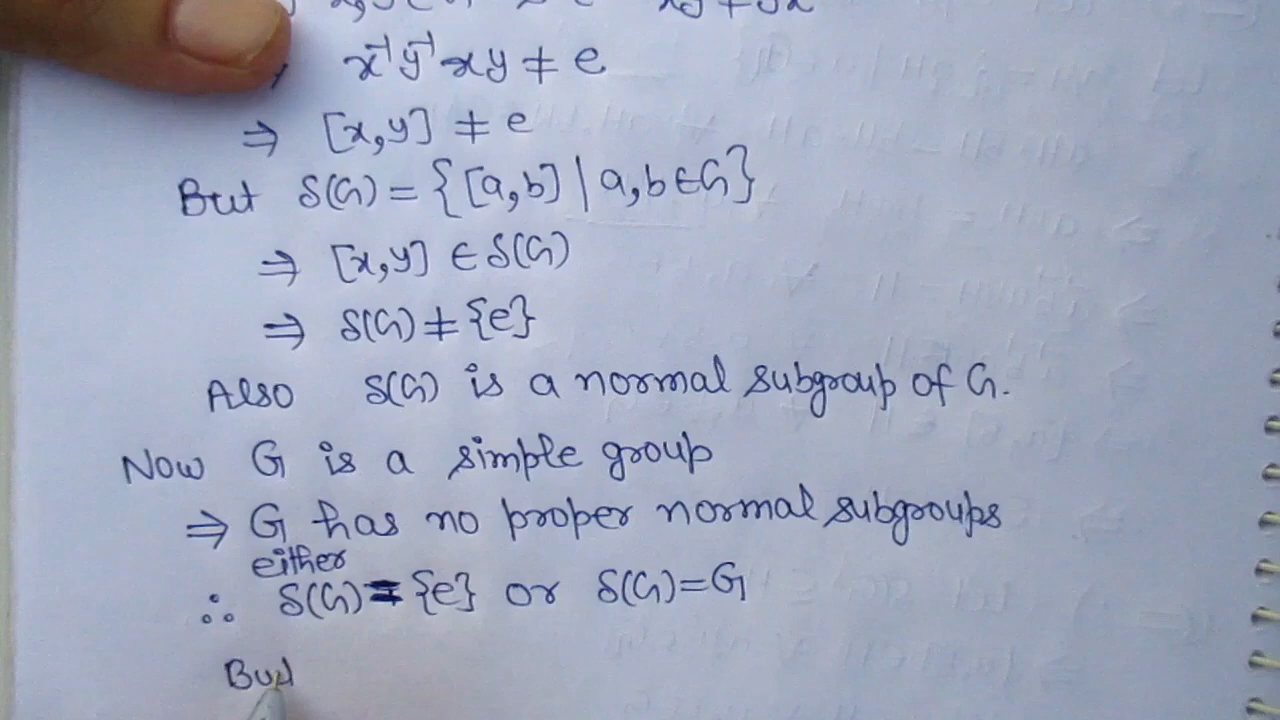 x⁻¹y⁻¹xy ≠ e
⇒ [x,y] ≠ e
But δ(G) = {[a,b] | a,b ∈ G}
⇒ [x,y] ∈ δ(G)
⇒ δ(G) ≠ {e}
Also δ(G) is a normal subgroup of G.
Now G is a simple group
⇒ G has no proper normal subgroups
either
∴ δ(G) = {e} or δ(G) = G
But